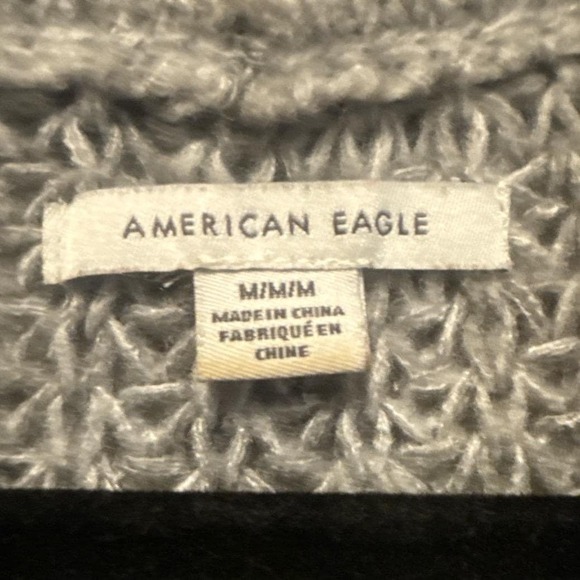 AMERICAN EAGLE
M/M/M
MADE IN CHINA
FABRIQUÉ EN
CHINE